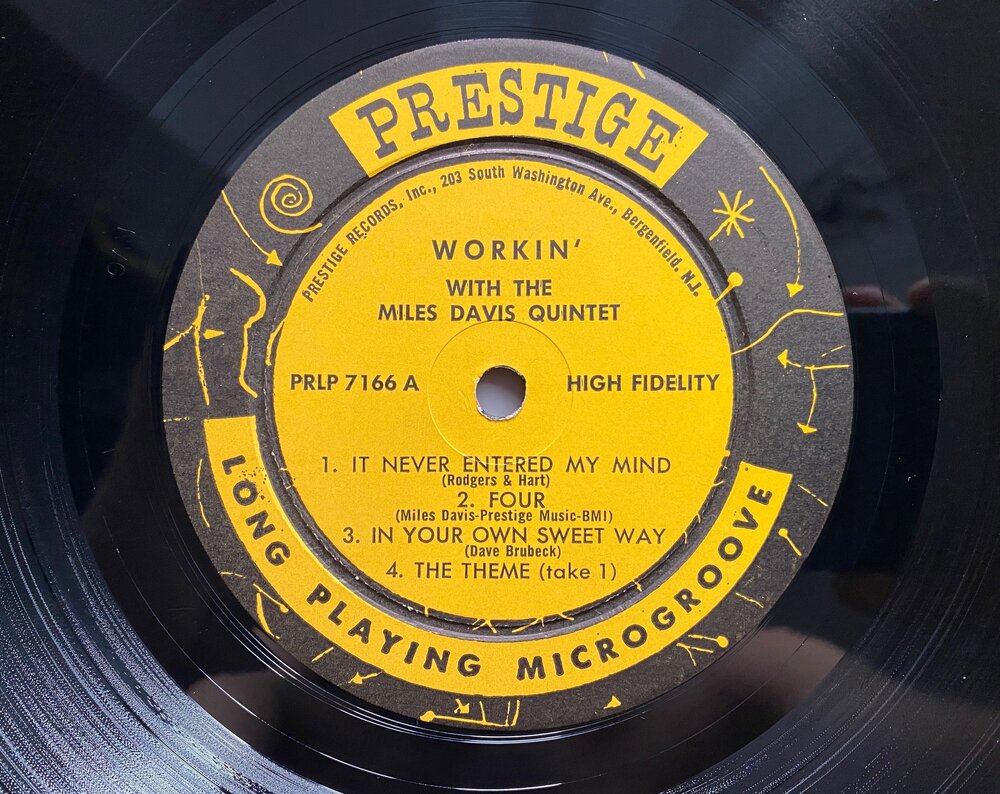 PRESTIGE
PRESTIGE RECORDS, Inc., 203 South Washington Ave., Bergenfield, N.J.
WORKIN'
WITH THE
MILES DAVIS QUINTET
PRLP 7166 A
HIGH FIDELITY
1. IT NEVER ENTERED MY MIND
(Rodgers & Hart)
2. FOUR
(Miles Davis-Prestige Music-BMI)
3. IN YOUR OWN SWEET WAY
(Dave Brubeck)
4. THE THEME (take 1)
LONG PLAYING MICROGROOVE